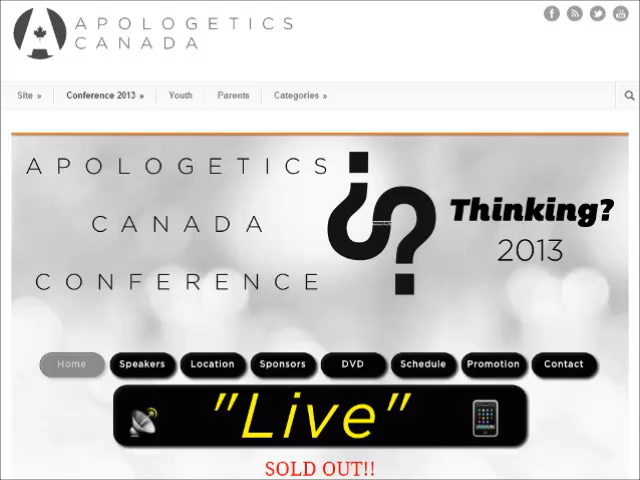 APOLOGETICS
CANADA
Site »
Conference 2013 »
Youth
Parents
Categories »
APOLOGETICS
CANADA
CONFERENCE
Thinking?
2013
Home
Speakers
Location
Sponsors
DVD
Schedule
Promotion
Contact
"Live"
SOLD OUT!!